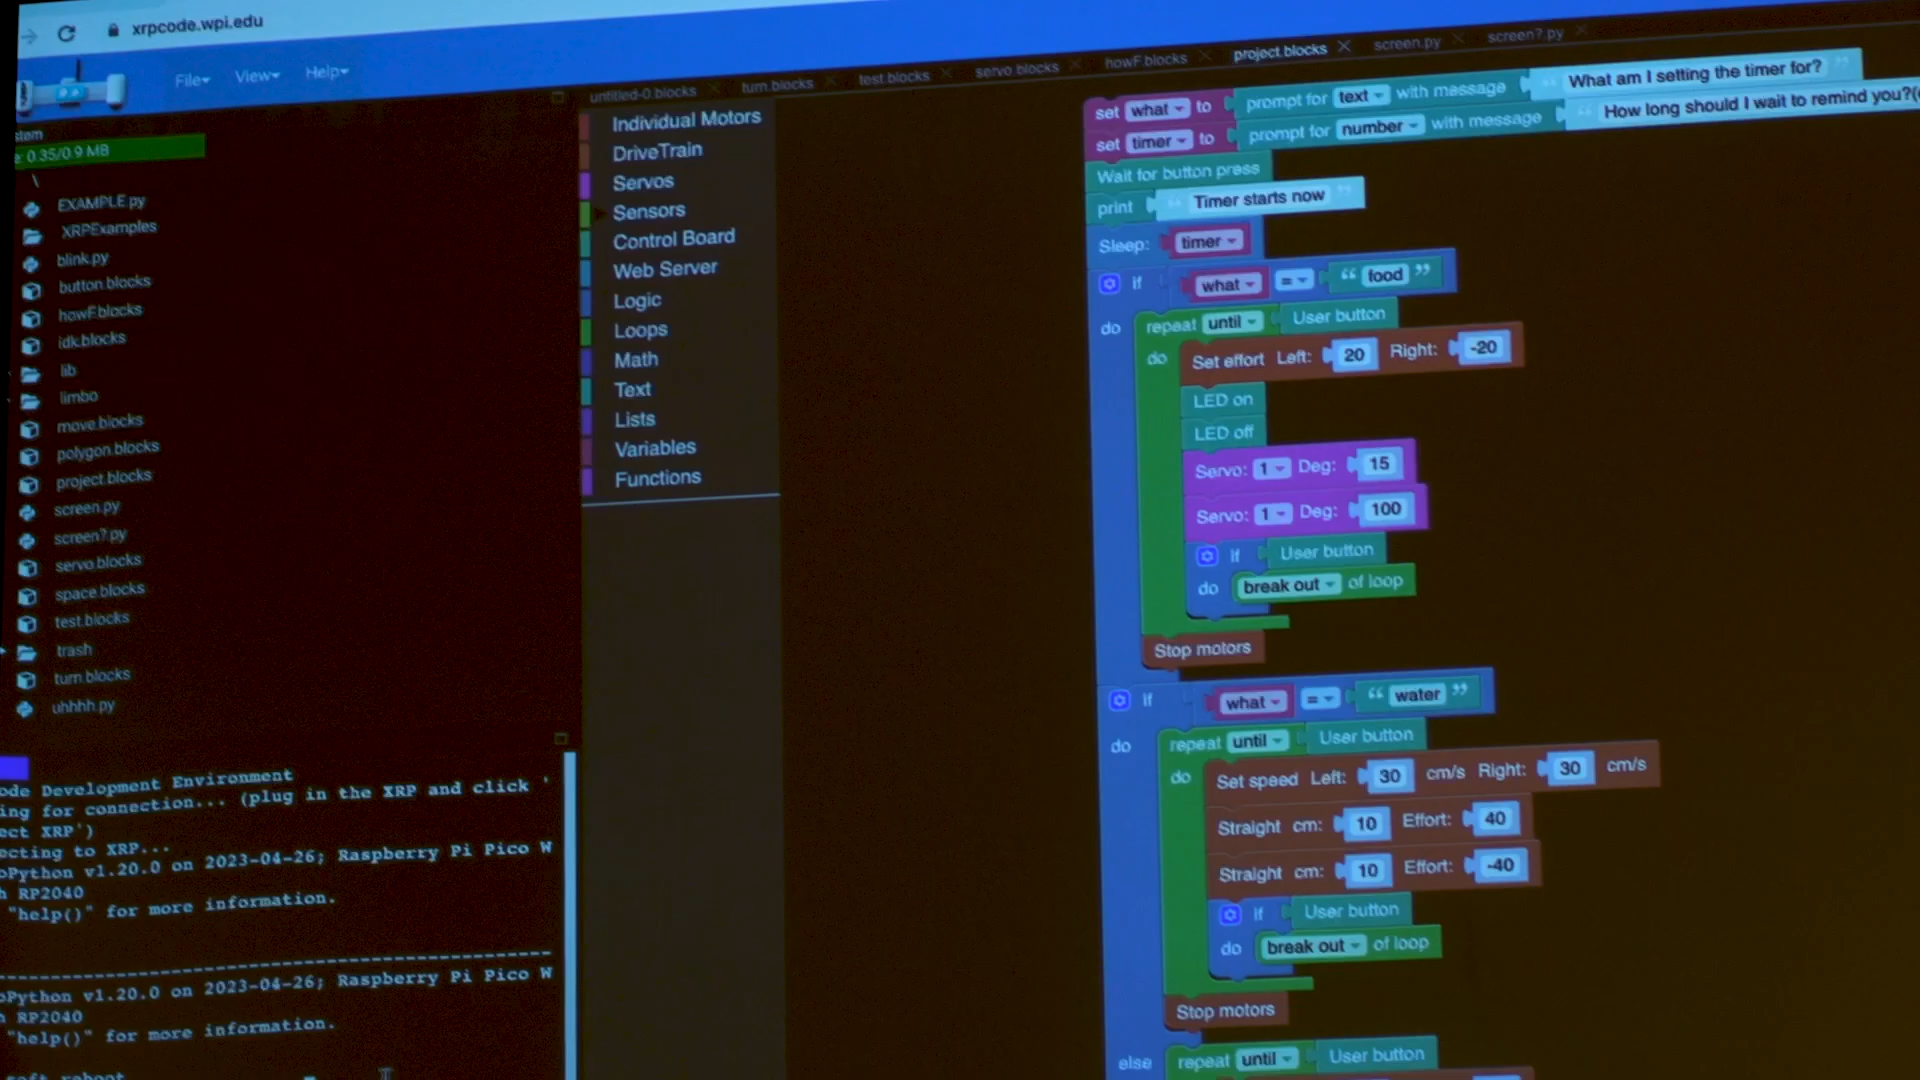 xrpcode.wpi.edu
File View Help
untitled-0.blocks turn.blocks test.blocks servo blocks howF.blocks project.blocks screen.py screen?.py
0.35/0.9 MB
\
EXAMPLE.py
XRPExamples
blink.py
button.blocks
howF.blocks
idk.blocks
lib
limbo
move.blocks
polygon.blocks
project.blocks
screen.py
screen?.py
servo.blocks
space.blocks
test.blocks
trash
turn.blocks
uhhhh.py
Individual Motors
DriveTrain
Servos
Sensors
Control Board
Web Server
Logic
Loops
Math
Text
Lists
Variables
Functions
set what to prompt for text with message “ What am I setting the timer for? ”
set timer to prompt for number with message “ How long should I wait to remind you?(
Wait for button press
print “ Timer starts now ”
Sleep: timer
if what = “ food ”
do repeat until User button
do Set effort Left: 20 Right: -20
LED on
LED off
Servo: 1 Deg: 15
Servo: 1 Deg: 100
if User button
do break out of loop
Stop motors
if what = “ water ”
do repeat until User button
do Set speed Left: 30 cm/s Right: 30 cm/s
Straight cm: 10 Effort: 40
Straight cm: 10 Effort: -40
if User button
do break out of loop
Stop motors
else repeat until User button
ode Development Environment
ing for connection... (plug in the XRP and click '
ect XRP')
ecting to XRP...
oPython v1.20.0 on 2023-04-26; Raspberry Pi Pico W
h RP2040
"help()" for more information.
oPython v1.20.0 on 2023-04-26; Raspberry Pi Pico W
h RP2040
"help()" for more information.
soft reboot